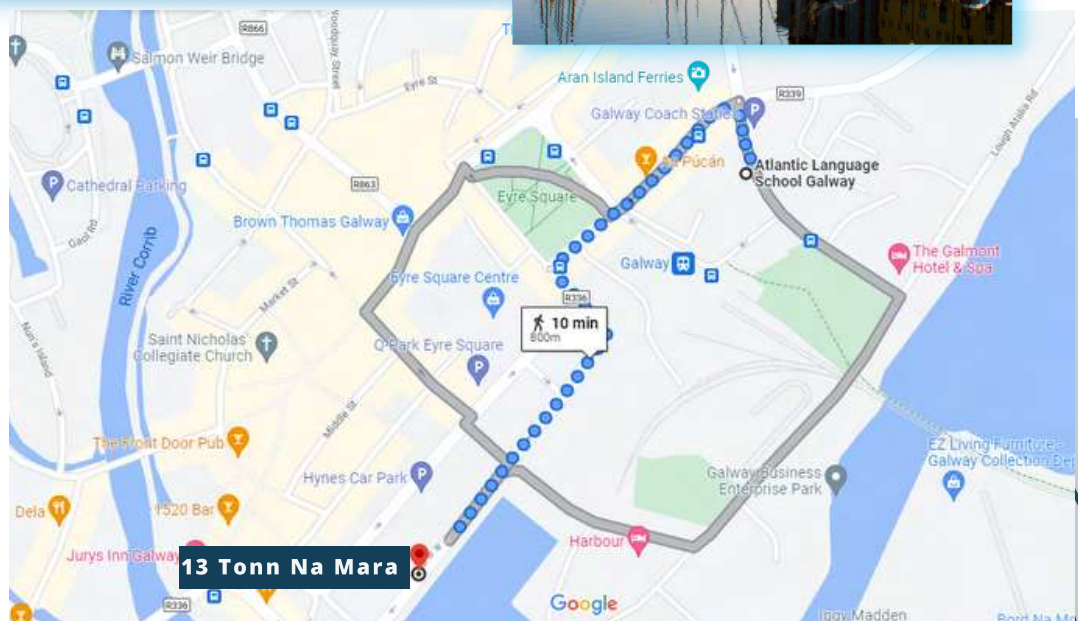 R866
Salmon Weir Bridge
Woodquay Street
Eyre St
Aran Island Ferries
R339
Galway Coach
Lough Atalia Rd
Púcán
Atlantic Language
School Galway
Cathedral Parking
R863
Eyre Square
Gaol Rd
Brown Thomas Galway
River Corrib
Galway
The Galmont
Hotel & Spa
Eyre Square Centre
Market St
R336
10 min
800m
Nun's Island
Saint Nicholas'
Collegiate Church
Q-Park Eyre Square
Middle St
The Front Door Pub
EZ Living Furniture -
Galway Collection
Hynes Car Park
Galway Business
Enterprise Park
Dela
1520 Bar
Harbour
Jurys Inn Galway
13 Tonn Na Mara
Google
R336
Iggy Madden